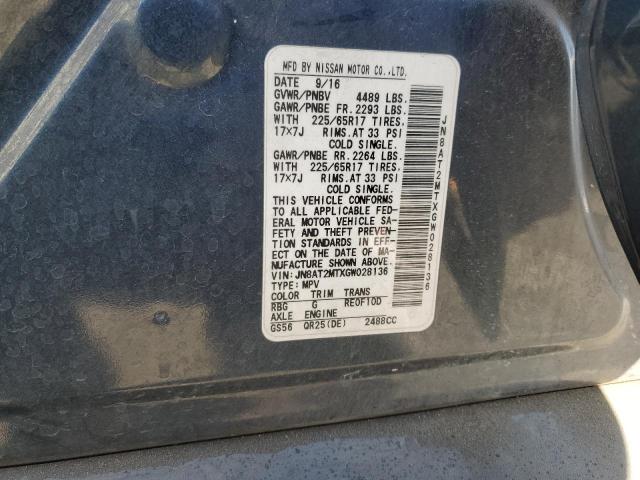 MFD BY NISSAN MOTOR CO.,LTD.
DATE 9/16
GVWR/PNBV 4489 LBS.
GAWR/PNBE FR. 2293 LBS.
WITH 225/65R17 TIRES.
17x7J RIMS.AT 33 PSI
COLD SINGLE.
GAWR/PNBE RR. 2264 LBS.
WITH 225/65R17 TIRES.
17x7J RIMS.AT 33 PSI
COLD SINGLE.
THIS VEHICLE CONFORMS
TO ALL APPLICABLE FED-
ERAL MOTOR VEHICLE SA-
FETY AND THEFT PREVEN-
TION STANDARDS IN EFF-
ECT ON THE DATE OF MA-
NUFACTURE SHOWN ABOVE.
VIN: JN8AT2MTXGW028136
TYPE: MPV
COLOR TRIM TRANS
RBG G RE0F10D
AXLE ENGINE
GS56 QR25(DE) 2488CC
JN8AT2MTXGW028136